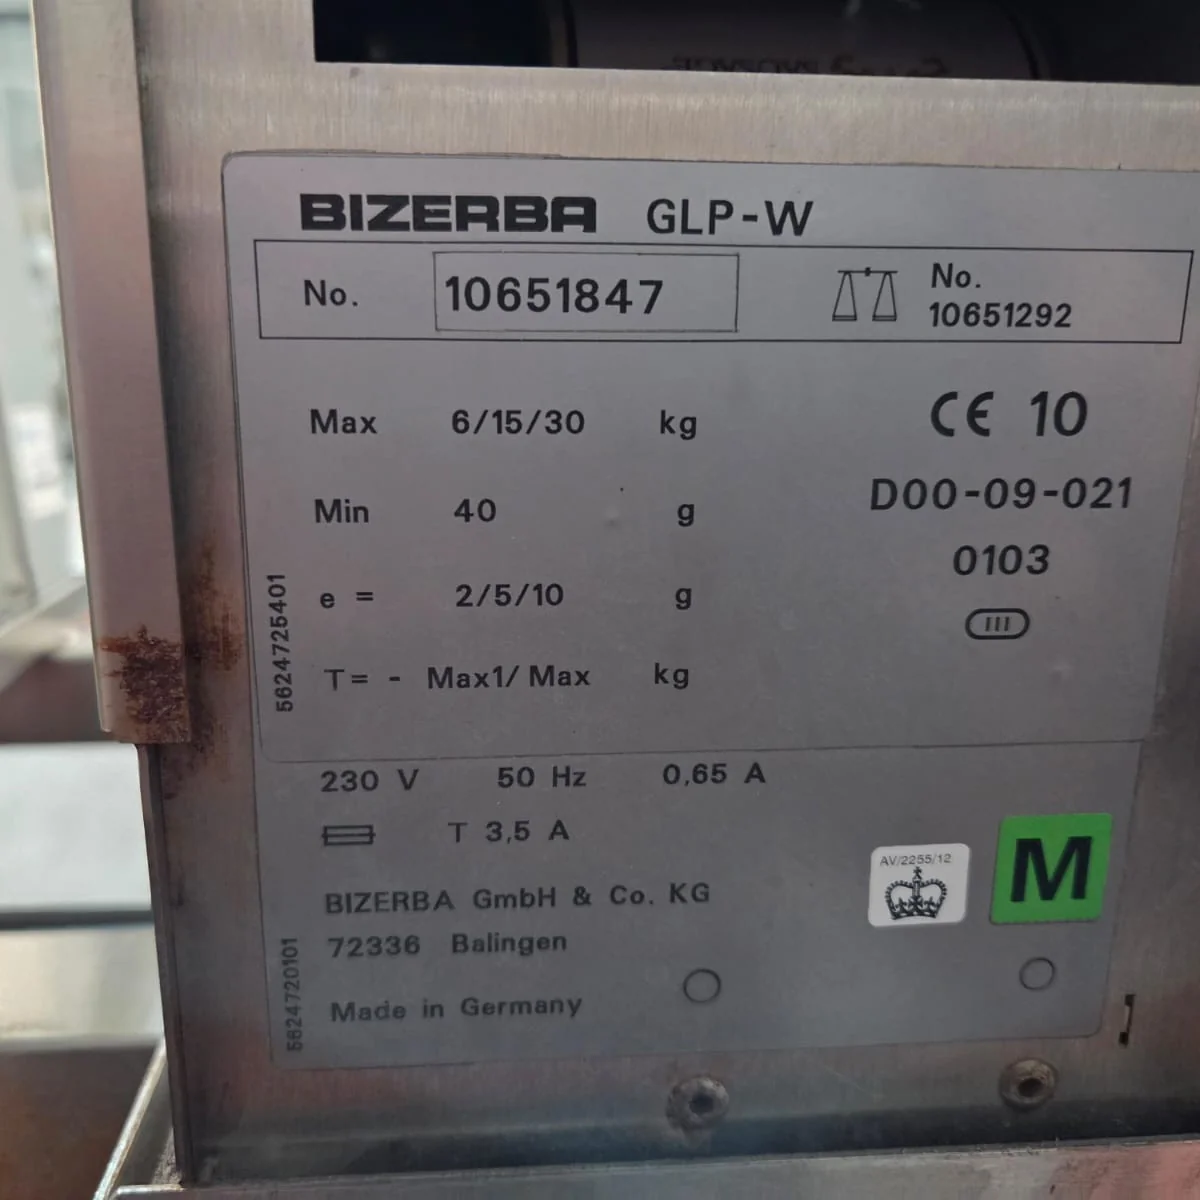 BIZERBA GLP-W
No. 10651847
No.
10651292
Max 6/15/30 kg
CE 10
Min 40 g
D00-09-021
0103
e = 2/5/10 g
III
T= - Max1/ Max kg
5624725401
230 V 50 Hz 0,65 A
T 3,5 A
AV/2255/12
M
BIZERBA GmbH & Co. KG
72336 Balingen
Made in Germany
5624720101